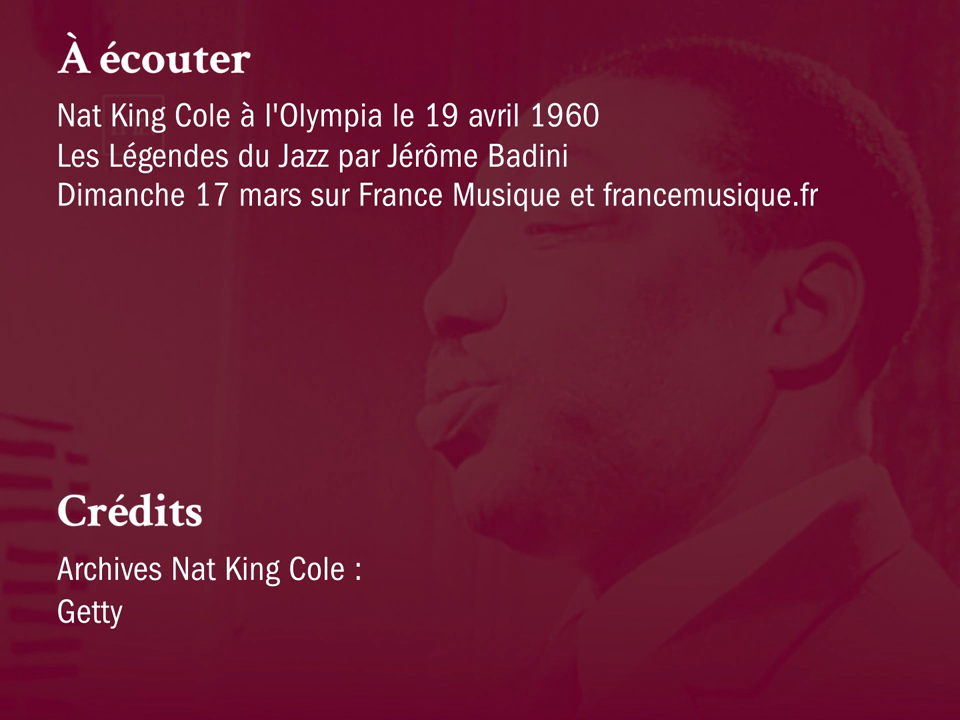 À écouter
Nat King Cole à l'Olympia le 19 avril 1960
Les Légendes du Jazz par Jérôme Badini
Dimanche 17 mars sur France Musique et francemusique.fr
Crédits
Archives Nat King Cole :
Getty